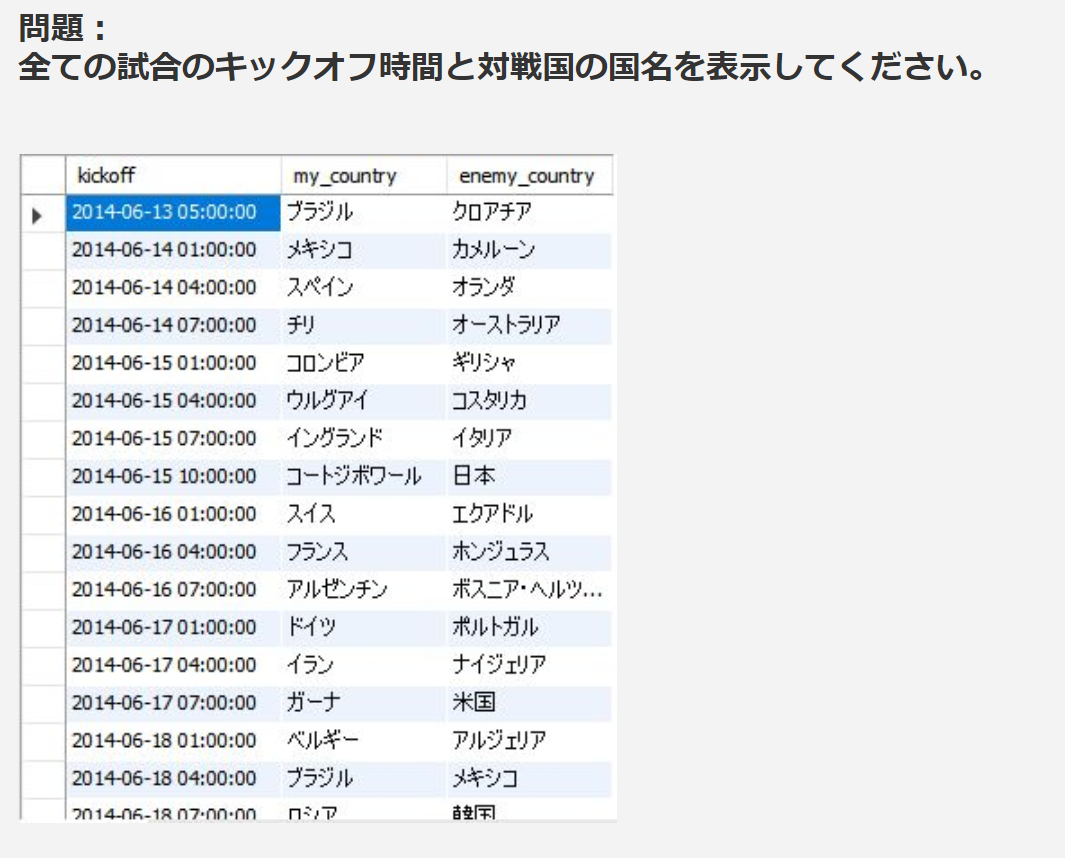 問題：
全ての試合のキックオフ時間と対戦国の国名を表示してください。
kickoff my_country enemy_country
2014-06-13 05:00:00 ブラジル クロアチア
2014-06-14 01:00:00 メキシコ カメルーン
2014-06-14 04:00:00 スペイン オランダ
2014-06-14 07:00:00 チリ オーストラリア
2014-06-15 01:00:00 コロンビア ギリシャ
2014-06-15 04:00:00 ウルグアイ コスタリカ
2014-06-15 07:00:00 イングランド イタリア
2014-06-15 10:00:00 コートジボワール 日本
2014-06-16 01:00:00 スイス エクアドル
2014-06-16 04:00:00 フランス ホンジュラス
2014-06-16 07:00:00 アルゼンチン ボスニア・ヘルツ...
2014-06-17 01:00:00 ドイツ ポルトガル
2014-06-17 04:00:00 イラン ナイジェリア
2014-06-17 07:00:00 ガーナ 米国
2014-06-18 01:00:00 ベルギー アルジェリア
2014-06-18 04:00:00 ブラジル メキシコ
2014-06-18 07:00:00 ロシア 韓国